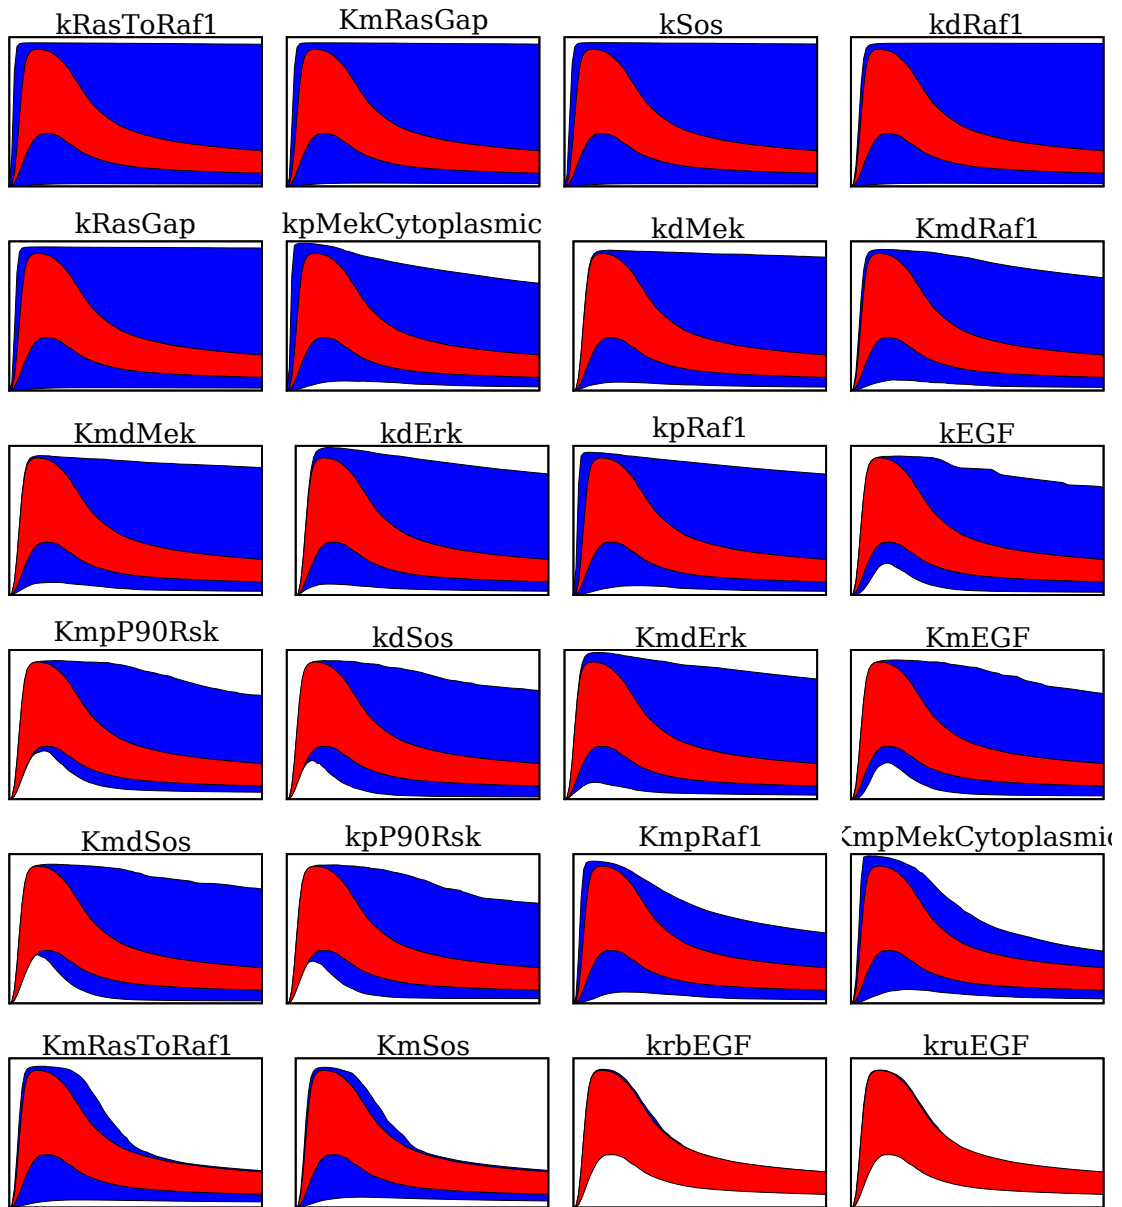 kRasToRaf1
KmRasGap
kSos
kdRaf1
kRasGap
kpMekCytoplasmic
kdMek
KmdRaf1
KmdMek
kdErk
kpRaf1
kEGF
KmpP90Rsk
kdSos
KmdErk
KmEGF
KmdSos
kpP90Rsk
KmpRaf1
KmpMekCytoplasmic
KmRasToRaf1
KmSos
krbEGF
kruEGF